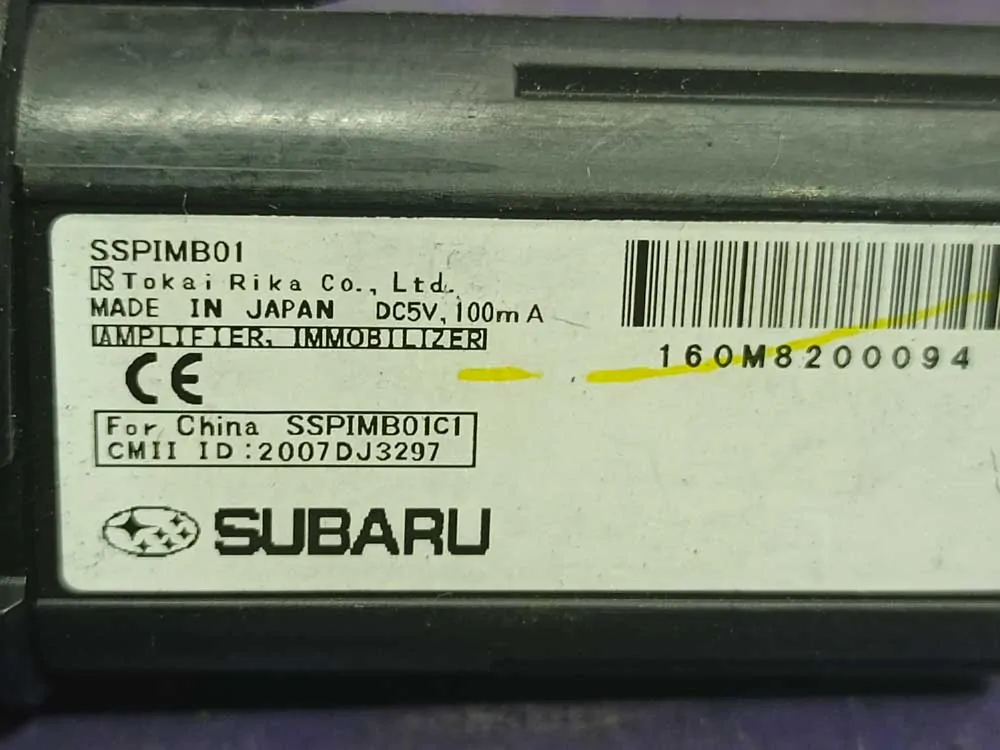 SSPIMB01
R Tokai Rika Co., Ltd.
MADE IN JAPAN DC5V, 100mA
AMPLIFIER, IMMOBILIZER
CE
For China SSPIMB01C1
CMII ID:2007DJ3297
SUBARU
160M8200094